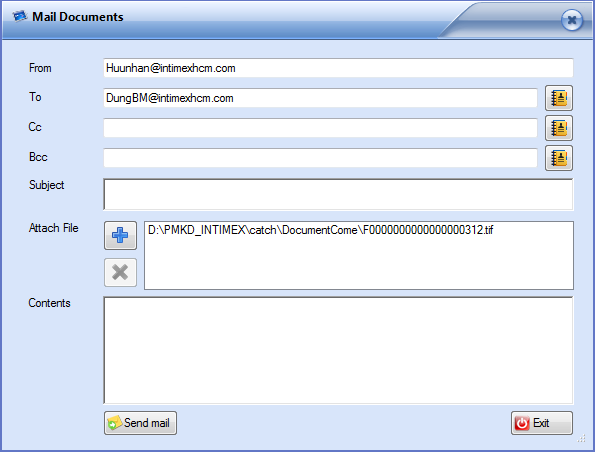 Mail Documents
From Huunhan@intimexhcm.com
To DungBM@intimexhcm.com
Cc
Bcc
Subject
Attach File D:\PMKD_INTIMEX\catch\DocumentCome\F0000000000000000312.tif
Contents
Send mail Exit